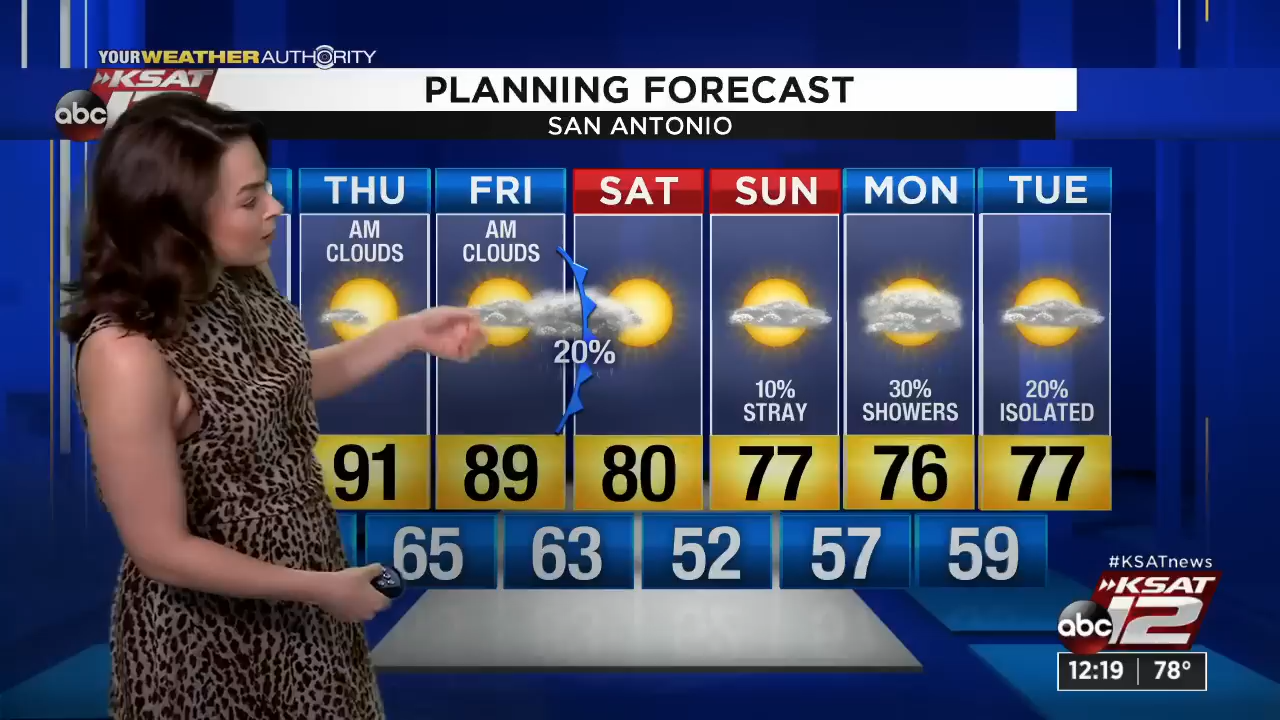 YOURWEATHERAUTHORITY
KSAT
abc
PLANNING FORECAST
SAN ANTONIO
THU FRI SAT SUN MON TUE
AM CLOUDS
AM CLOUDS
20%
10% STRAY
30% SHOWERS
20% ISOLATED
91 89 80 77 76 77
65 63 52 57 59
#KSATnews
KSAT
abc 12
12:19 78°